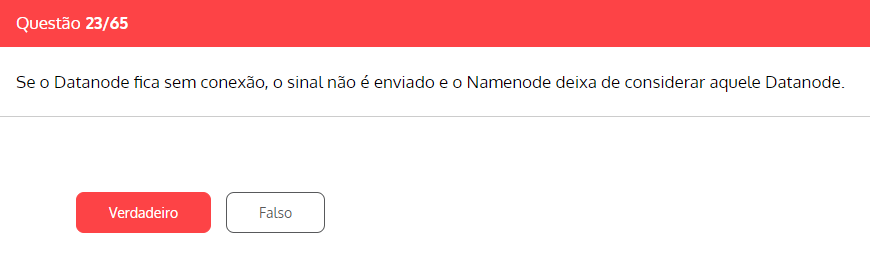 Questão 23/65
Se o Datanode fica sem conexão, o sinal não é enviado e o Namenode deixa de considerar aquele Datanode.
Verdadeiro
Falso